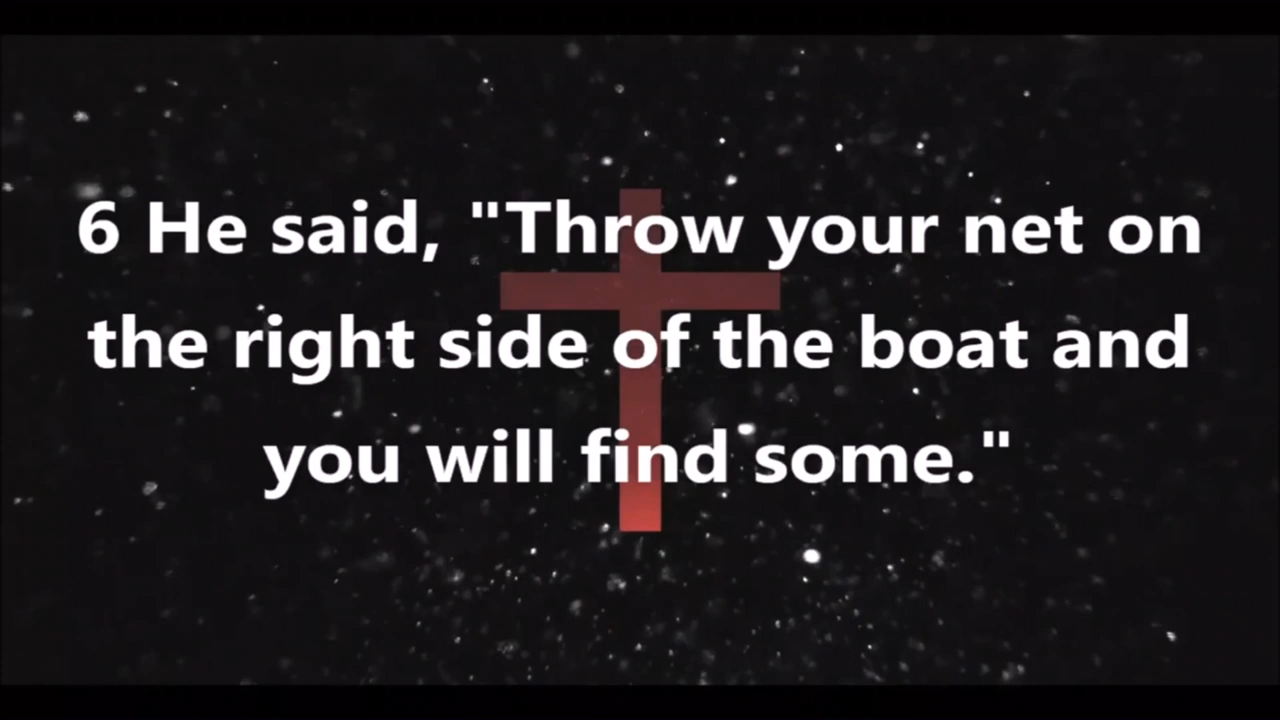 6 He said, "Throw your net on
the right side of the boat and
you will find some."